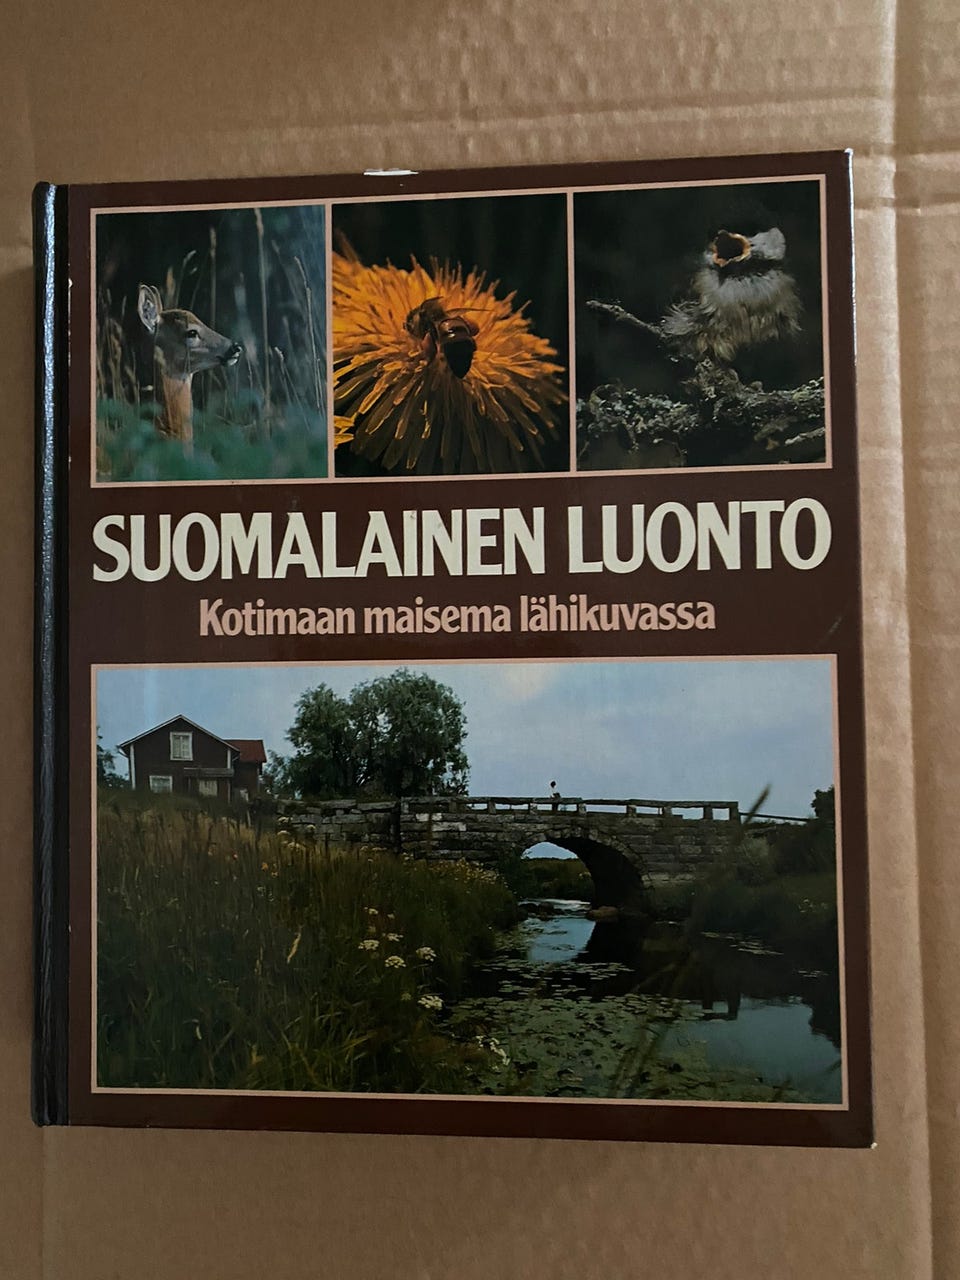 SUOMALAINEN LUONTO
Kotimaan maisema lähikuvassa